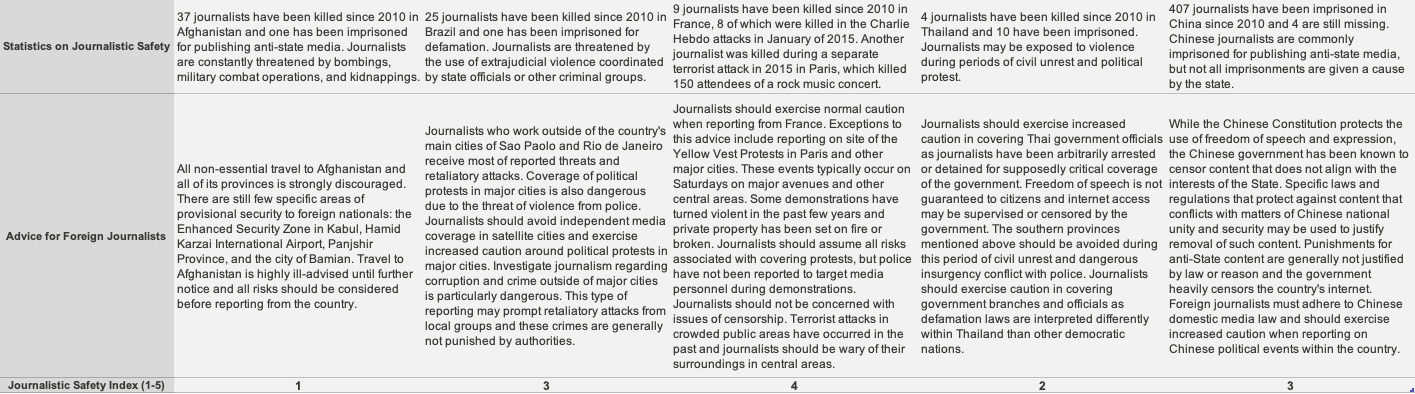 Statistics on Journalistic Safety
37 journalists have been killed since 2010 in
Afghanistan and one has been imprisoned
for publishing anti-state media. Journalists
are constantly threatened by bombings,
military combat operations, and kidnappings.
25 journalists have been killed since 2010 in
Brazil and one has been imprisoned for
defamation. Journalists are threatened by
the use of extrajudicial violence coordinated
by state officials or other criminal groups.
9 journalists have been killed since 2010 in
France, 8 of which were killed in the Charlie
Hebdo attacks in January of 2015. Another
journalist was killed during a separate
terrorist attack in 2015 in Paris, which killed
150 attendees of a rock music concert.
4 journalists have been killed since 2010 in
Thailand and 10 have been imprisoned.
Journalists may be exposed to violence
during periods of civil unrest and political
protest.
407 journalists have been imprisoned in
China since 2010 and 4 are still missing.
Chinese journalists are commonly
imprisoned for publishing anti-state media,
but not all imprisonments are given a cause
by the state.
Advice for Foreign Journalists
All non-essential travel to Afghanistan and
all of its provinces is strongly discouraged.
There are still few specific areas of
provisional security to foreign nationals: the
Enhanced Security Zone in Kabul, Hamid
Karzai International Airport, Panjshir
Province, and the city of Bamian. Travel to
Afghanistan is highly ill-advised until further
notice and all risks should be considered
before reporting from the country.
Journalists who work outside of the country's
main cities of Sao Paolo and Rio de Janeiro
receive most of reported threats and
retaliatory attacks. Coverage of political
protests in major cities is also dangerous
due to the threat of violence from police.
Journalists should avoid independent media
coverage in satellite cities and exercise
increased caution around political protests in
major cities. Investigate journalism regarding
corruption and crime outside of major cities
is particularly dangerous. This type of
reporting may prompt retaliatory attacks from
local groups and these crimes are generally
not punished by authorities.
Journalists should exercise normal caution
when reporting from France. Exceptions to
this advice include reporting on site of the
Yellow Vest Protests in Paris and other
major cities. These events typically occur on
Saturdays on major avenues and other
central areas. Some demonstrations have
turned violent in the past few years and
private property has been set on fire or
broken. Journalists should assume all risks
associated with covering protests, but police
have not been reported to target media
personnel during demonstrations.
Journalists should not be concerned with
issues of censorship. Terrorist attacks in
crowded public areas have occurred in the
past and journalists should be wary of their
surroundings in central areas.
Journalists should exercise increased
caution in covering Thai government officials
as journalists have been arbitrarily arrested
or detained for supposedly critical coverage
of the government. Freedom of speech is not
guaranteed to citizens and internet access
may be supervised or censored by the
government. The southern provinces
mentioned above should be avoided during
this period of civil unrest and dangerous
insurgency conflict with police. Journalists
should exercise caution in covering
government branches and officials as
defamation laws are interpreted differently
within Thailand than other democratic
nations.
While the Chinese Constitution protects the
use of freedom of speech and expression,
the Chinese government has been known to
censor content that does not align with the
interests of the State. Specific laws and
regulations that protect against content that
conflicts with matters of Chinese national
unity and security may be used to justify
removal of such content. Punishments for
anti-State content are generally not justified
by law or reason and the government
heavily censors the country's internet.
Foreign journalists must adhere to Chinese
domestic media law and should exercise
increased caution when reporting on
Chinese political events within the country.
Journalistic Safety Index (1-5)
1
3
4
2
3